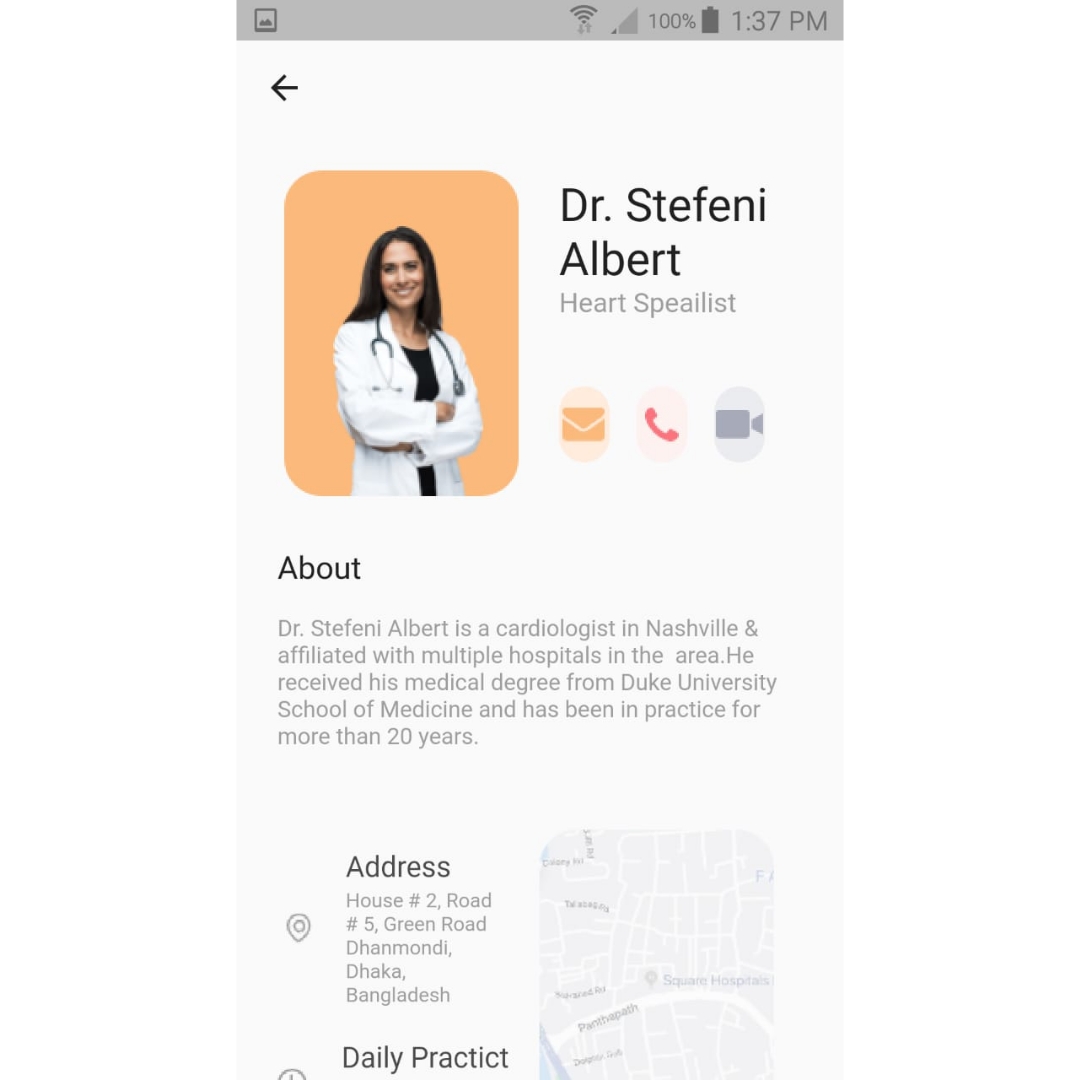 100% 1:37 PM
Dr. Stefeni
Albert
Heart Speailist
About
Dr. Stefeni Albert is a cardiologist in Nashville &
affiliated with multiple hospitals in the  area.He
received his medical degree from Duke University
School of Medicine and has been in practice for
more than 20 years.
Address
House # 2, Road
# 5, Green Road
Dhanmondi,
Dhaka,
Bangladesh
Daily Practict
Colony Rd
F
Square Hospitals
Panthapath